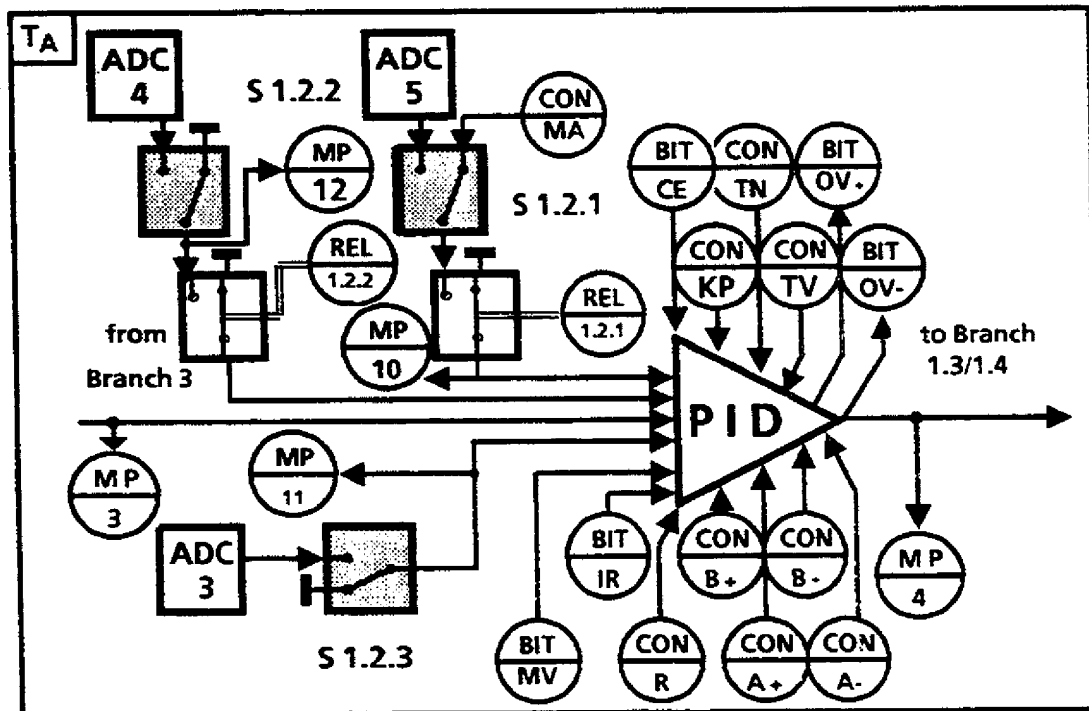 TA
ADC
4
S 1.2.2
ADC
5
CON
MA
MP
12
S 1.2.1
BIT
CE
CON
TN
BIT
OV+
REL
1.2.2
CON
KP
CON
TV
BIT
OV-
from
Branch 3
MP
10
REL
1.2.1
to Branch
1.3/1.4
PID
MP
3
MP
11
ADC
3
S 1.2.3
BIT
IR
CON
B+
CON
B-
MP
4
BIT
MV
CON
R
CON
A+
CON
A-